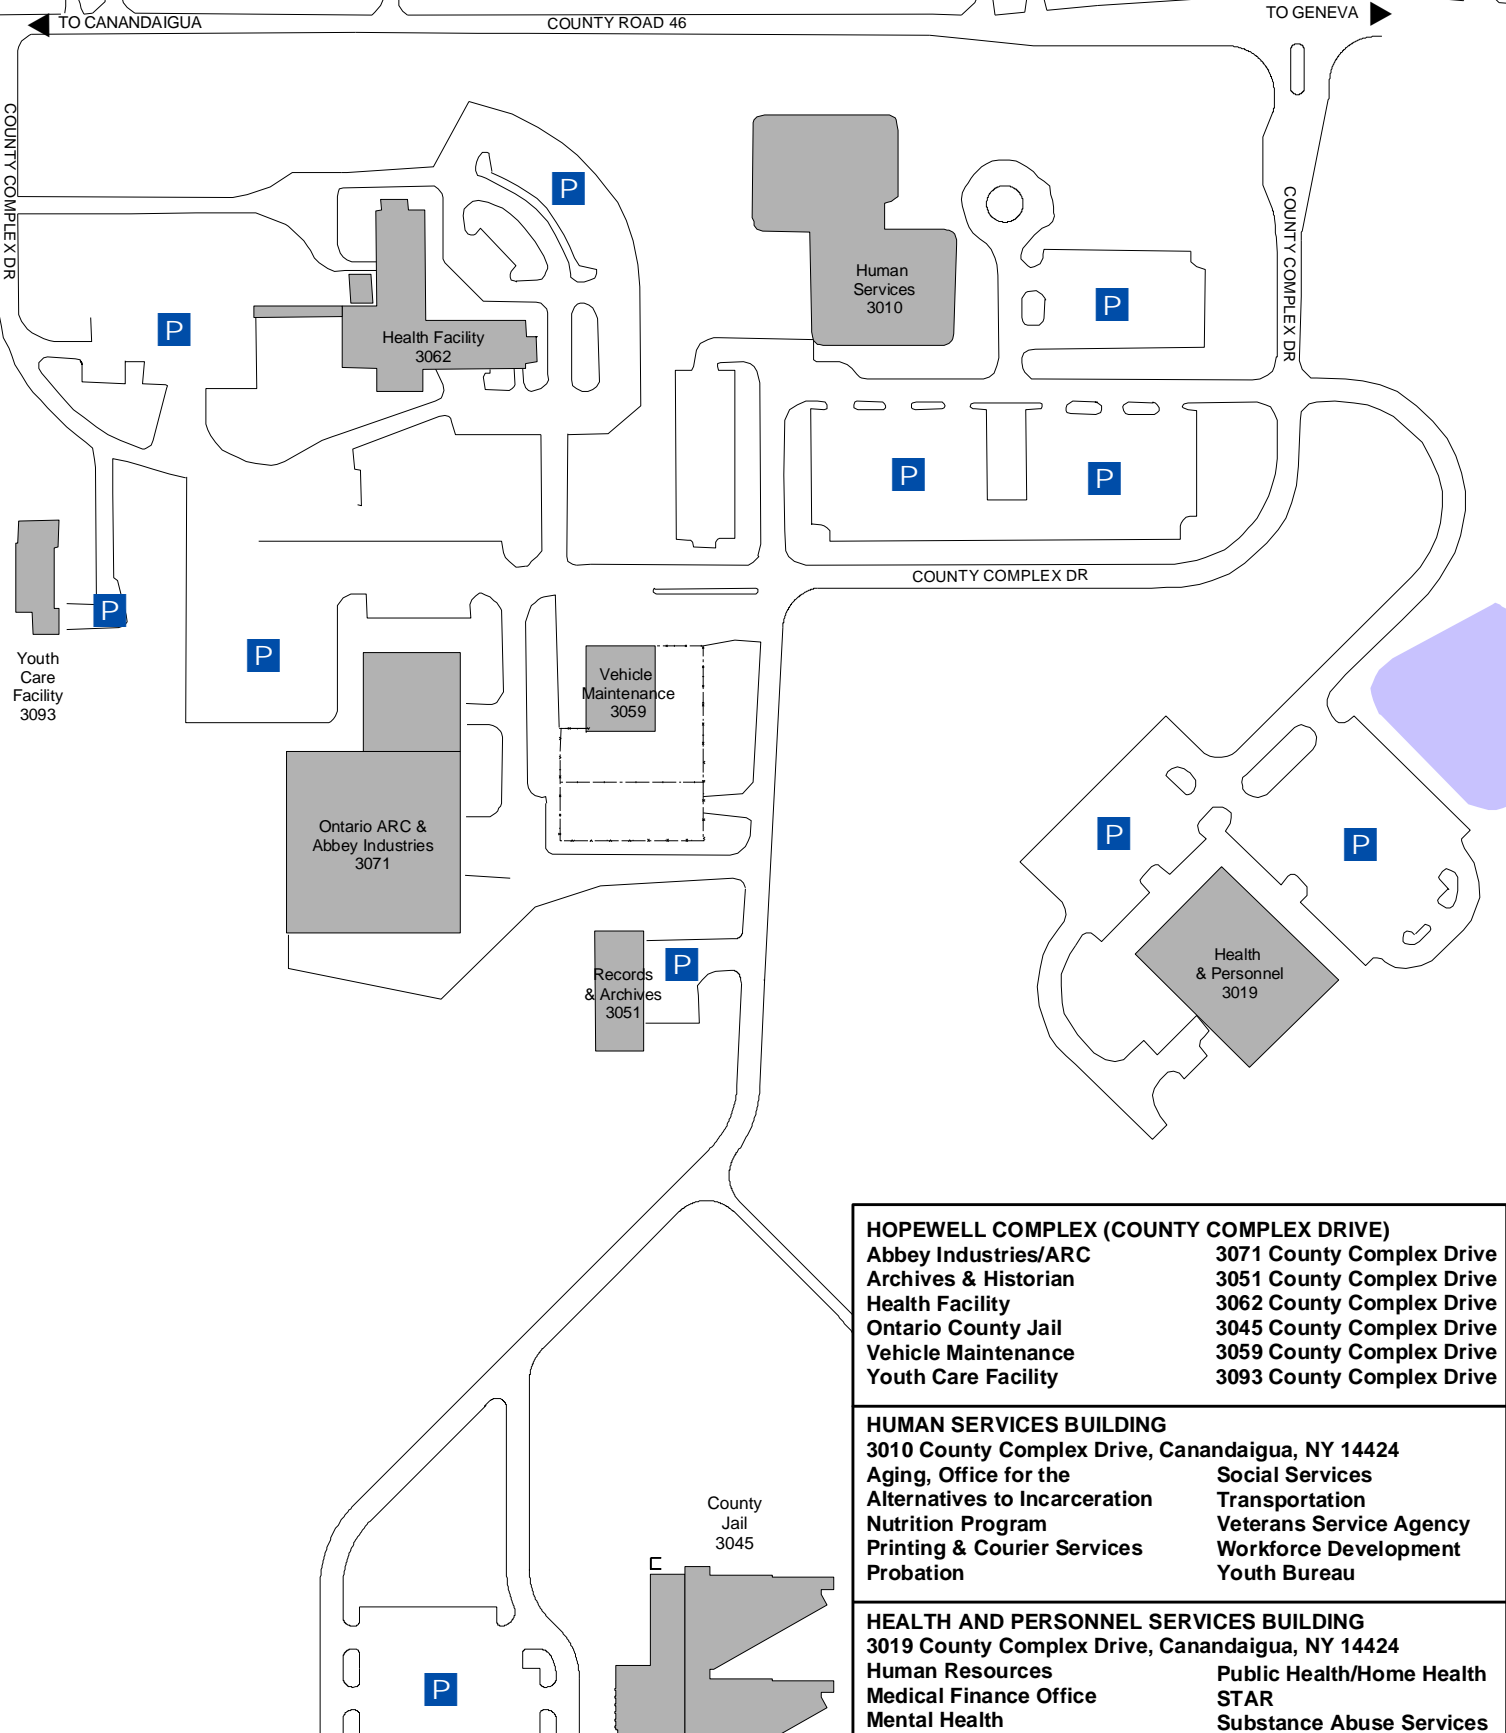 TO CANANDAIGUA
COUNTY ROAD 46
TO GENEVA
COUNTY COMPLEX DR
COUNTY COMPLEX DR
P
P
P
P
P
P
P
P
P
P
P
P
Human
Services
3010
Health Facility
3062
COUNTY COMPLEX DR
Youth
Care
Facility
3093
Vehicle
Maintenance
3059
Ontario ARC &
Abbey Industries
3071
Records
& Archives
3051
Health
& Personnel
3019
County
Jail
3045
HOPEWELL COMPLEX (COUNTY COMPLEX DRIVE)
Abbey Industries/ARC 3071 County Complex Drive
Archives & Historian 3051 County Complex Drive
Health Facility 3062 County Complex Drive
Ontario County Jail 3045 County Complex Drive
Vehicle Maintenance 3059 County Complex Drive
Youth Care Facility 3093 County Complex Drive
HUMAN SERVICES BUILDING
3010 County Complex Drive, Canandaigua, NY 14424
Aging, Office for the Social Services
Alternatives to Incarceration Transportation
Nutrition Program Veterans Service Agency
Printing & Courier Services Workforce Development
Probation Youth Bureau
HEALTH AND PERSONNEL SERVICES BUILDING
3019 County Complex Drive, Canandaigua, NY 14424
Human Resources Public Health/Home Health
Medical Finance Office STAR
Mental Health Substance Abuse Services